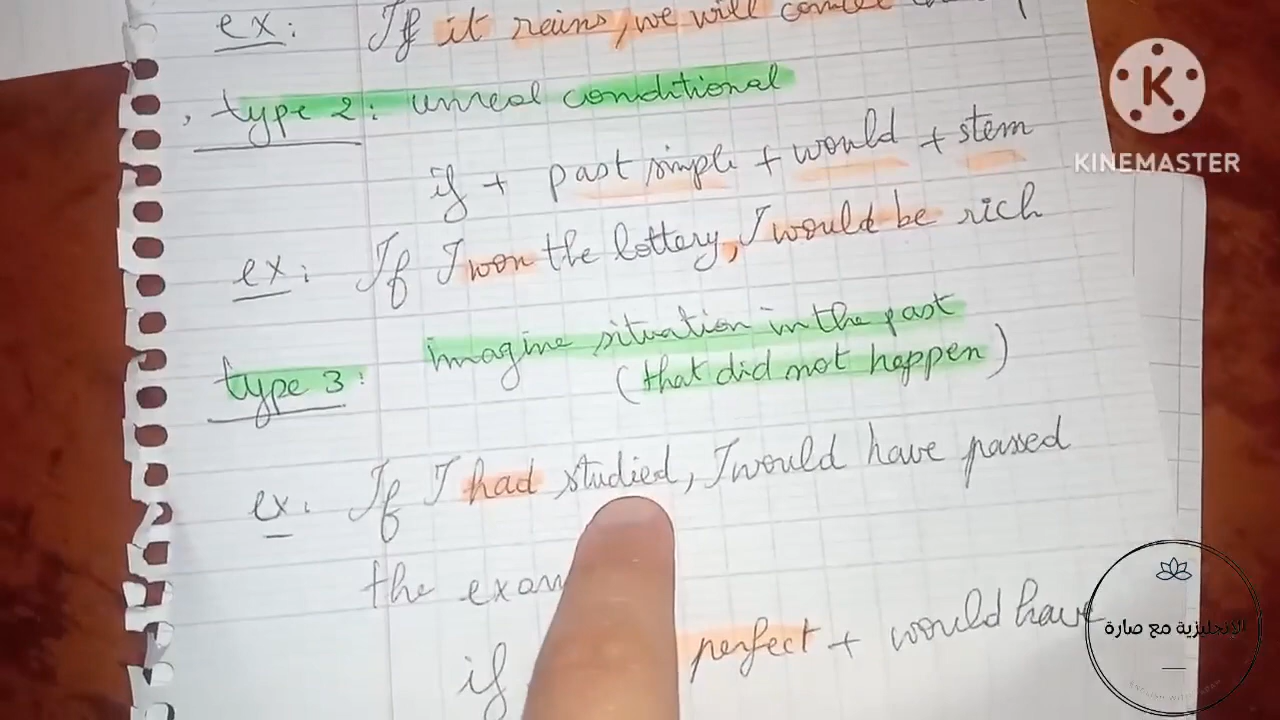 ex: If it rains, we will
, type 2: unreal conditional
if + past simple + would + stem
ex: If I won the lottery, I would be rich
type 3: imagine situation in the past
(that did not happen)
ex. If I had studied, I would have passed
the exam
if perfect + would have
K
KINEMASTER
الإنجليزية مع صارة